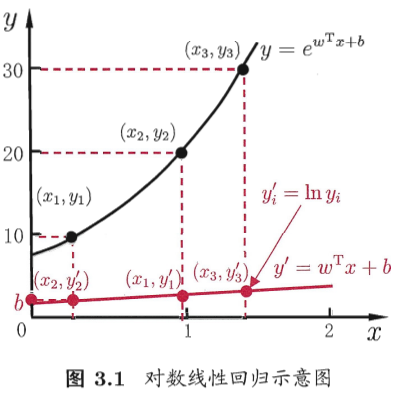 y
(x₃, y₃)
y = e^{wᵀx+b}
30
(x₂, y₂)
20
(x₁, y₁)
y′ᵢ = ln yᵢ
10
(x₂, y′₂)
(x₁, y′₁)
(x₃, y′₃)
y′ = wᵀx + b
b
0
1
2
x
图 3.1 对数线性回归示意图